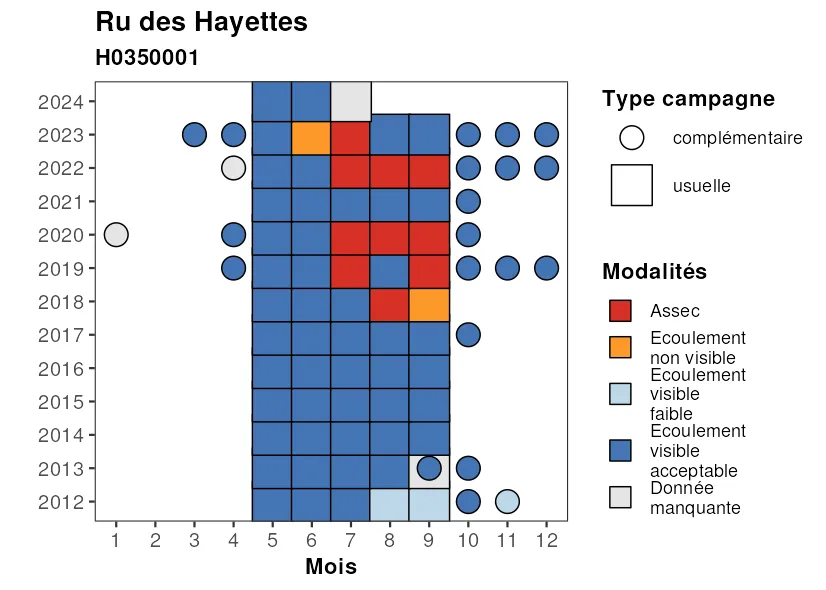 Ru des Hayettes
H0350001
2024
2023
2022
2021
2020
2019
2018
2017
2016
2015
2014
2013
2012
1 2 3 4 5 6 7 8 9 10 11 12
Mois
Type campagne
complémentaire
usuelle
Modalités
Assec
Ecoulement
non visible
Ecoulement
visible
faible
Ecoulement
visible
acceptable
Donnée
manquante